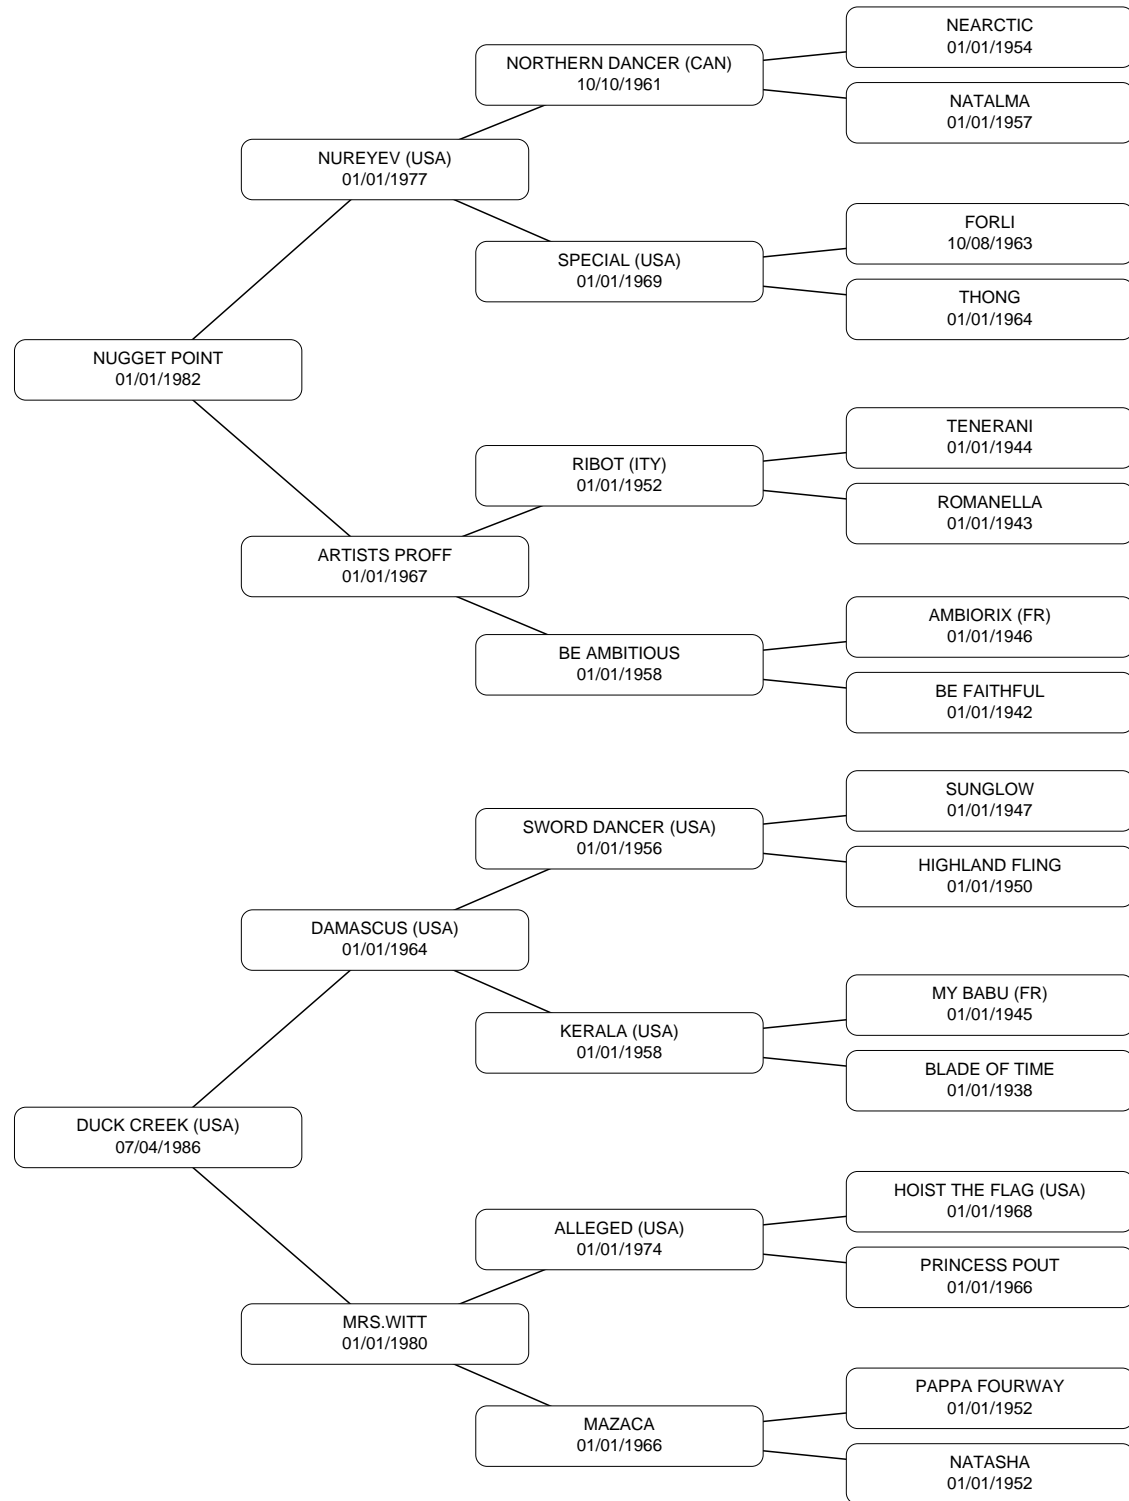 NEARCTIC
01/01/1954
NORTHERN DANCER (CAN)
10/10/1961
NATALMA
01/01/1957
NUREYEV (USA)
01/01/1977
FORLI
10/08/1963
SPECIAL (USA)
01/01/1969
THONG
01/01/1964
NUGGET POINT
01/01/1982
TENERANI
01/01/1944
RIBOT (ITY)
01/01/1952
ROMANELLA
01/01/1943
ARTISTS PROFF
01/01/1967
AMBIORIX (FR)
01/01/1946
BE AMBITIOUS
01/01/1958
BE FAITHFUL
01/01/1942
SUNGLOW
01/01/1947
SWORD DANCER (USA)
01/01/1956
HIGHLAND FLING
01/01/1950
DAMASCUS (USA)
01/01/1964
MY BABU (FR)
01/01/1945
KERALA (USA)
01/01/1958
BLADE OF TIME
01/01/1938
DUCK CREEK (USA)
07/04/1986
HOIST THE FLAG (USA)
01/01/1968
ALLEGED (USA)
01/01/1974
PRINCESS POUT
01/01/1966
MRS.WITT
01/01/1980
PAPPA FOURWAY
01/01/1952
MAZACA
01/01/1966
NATASHA
01/01/1952